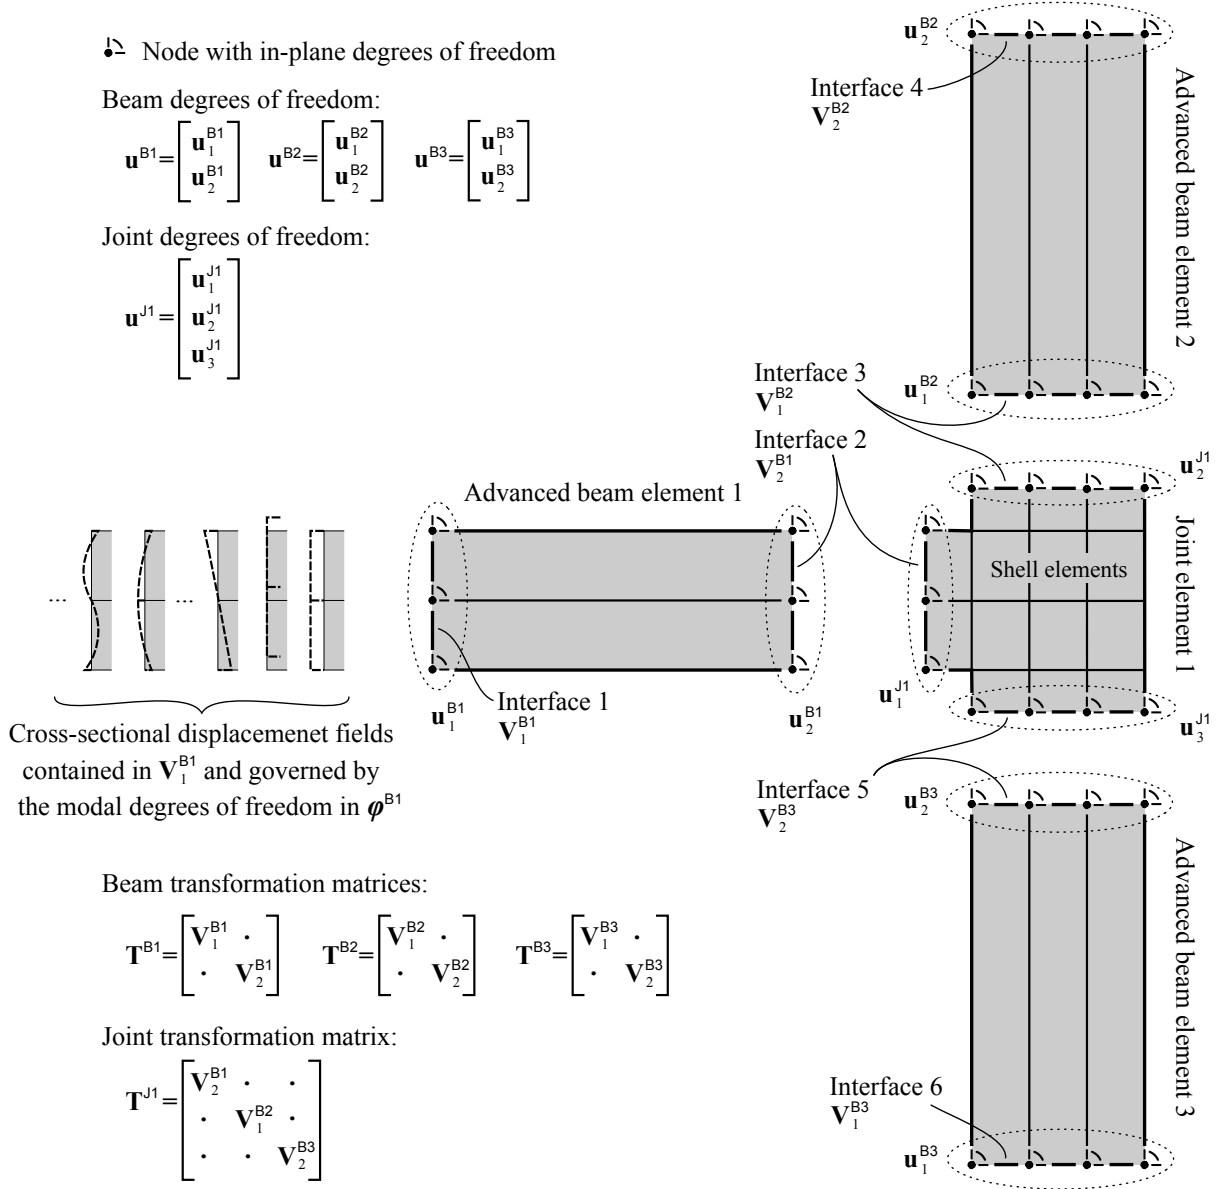 Node with in-plane degrees of freedom
Beam degrees of freedom:
u^B1 = [u_1^B1 u_2^B1] u^B2 = [u_1^B2 u_2^B2] u^B3 = [u_1^B3 u_2^B3]
Joint degrees of freedom:
u^J1 = [u_1^J1 u_2^J1 u_3^J1]
u_2^B2
Interface 4
V_2^B2
Advanced beam element 2
Interface 3
V_1^B2
u_1^B2
Interface 2
V_2^B1
u_2^J1
Advanced beam element 1
Joint element 1
Shell elements
...
...
u_1^B1
Interface 1
V_1^B1
u_2^B1
u_1^J1
u_3^J1
Cross-sectional displacemenet fields
contained in V_1^B1 and governed by
the modal degrees of freedom in φ^B1
Interface 5
V_2^B3
u_2^B3
Advanced beam element 3
Beam transformation matrices:
T^B1 = [V_1^B1 · · V_2^B1] T^B2 = [V_1^B2 · · V_2^B2] T^B3 = [V_1^B3 · · V_2^B3]
Joint transformation matrix:
T^J1 = [V_2^B1 · · · V_1^B2 · · · V_2^B3]
Interface 6
V_1^B3
u_1^B3